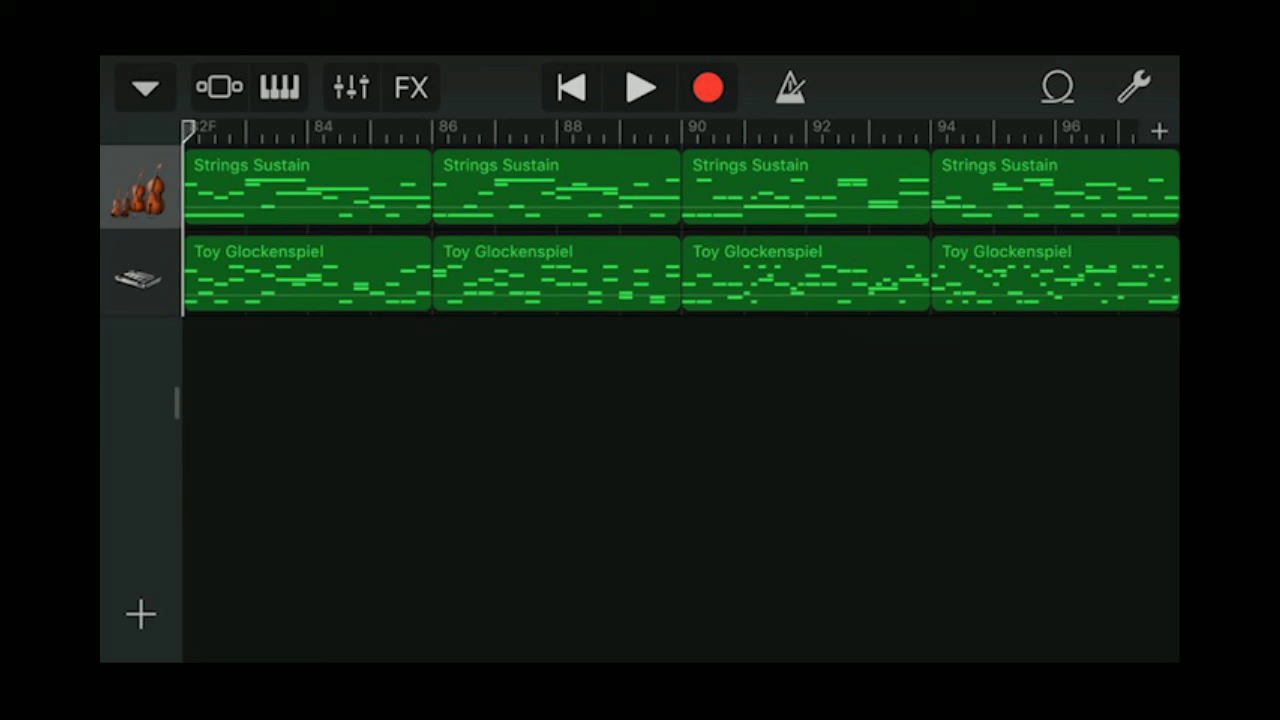 FX
84 86 88 90 92 94 96
Strings Sustain Strings Sustain Strings Sustain Strings Sustain
Toy Glockenspiel Toy Glockenspiel Toy Glockenspiel Toy Glockenspiel